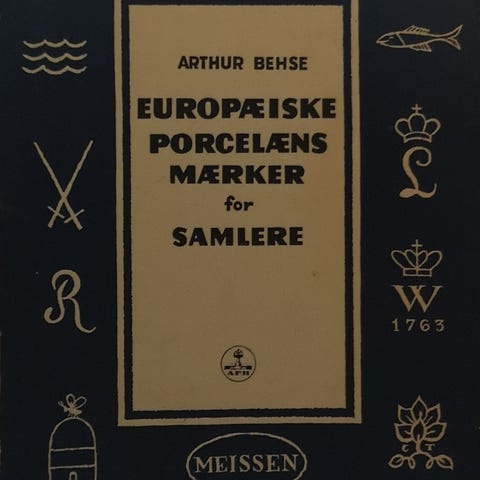 ARTHUR BEHSE
EUROPÆISKE
PORCELÆNS
MÆRKER
for
SAMLERE
R
L
W
1763
AFH
C T
MEISSEN